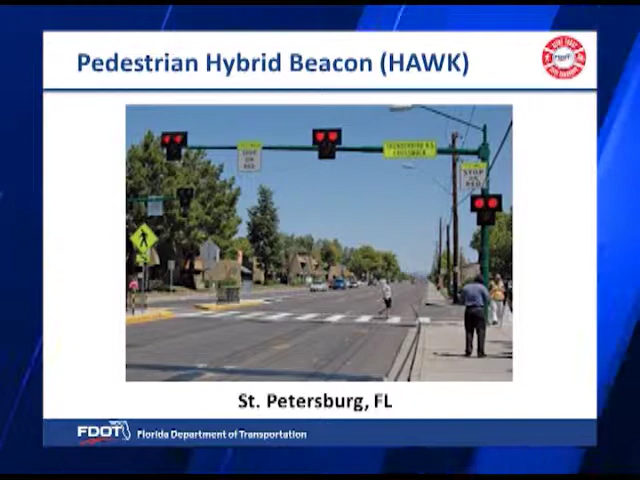 Pedestrian Hybrid Beacon (HAWK)
STOP
ON
RED
CROSSWALK
STOP
ON
RED
St. Petersburg, FL
FDOT
Florida Department of Transportation